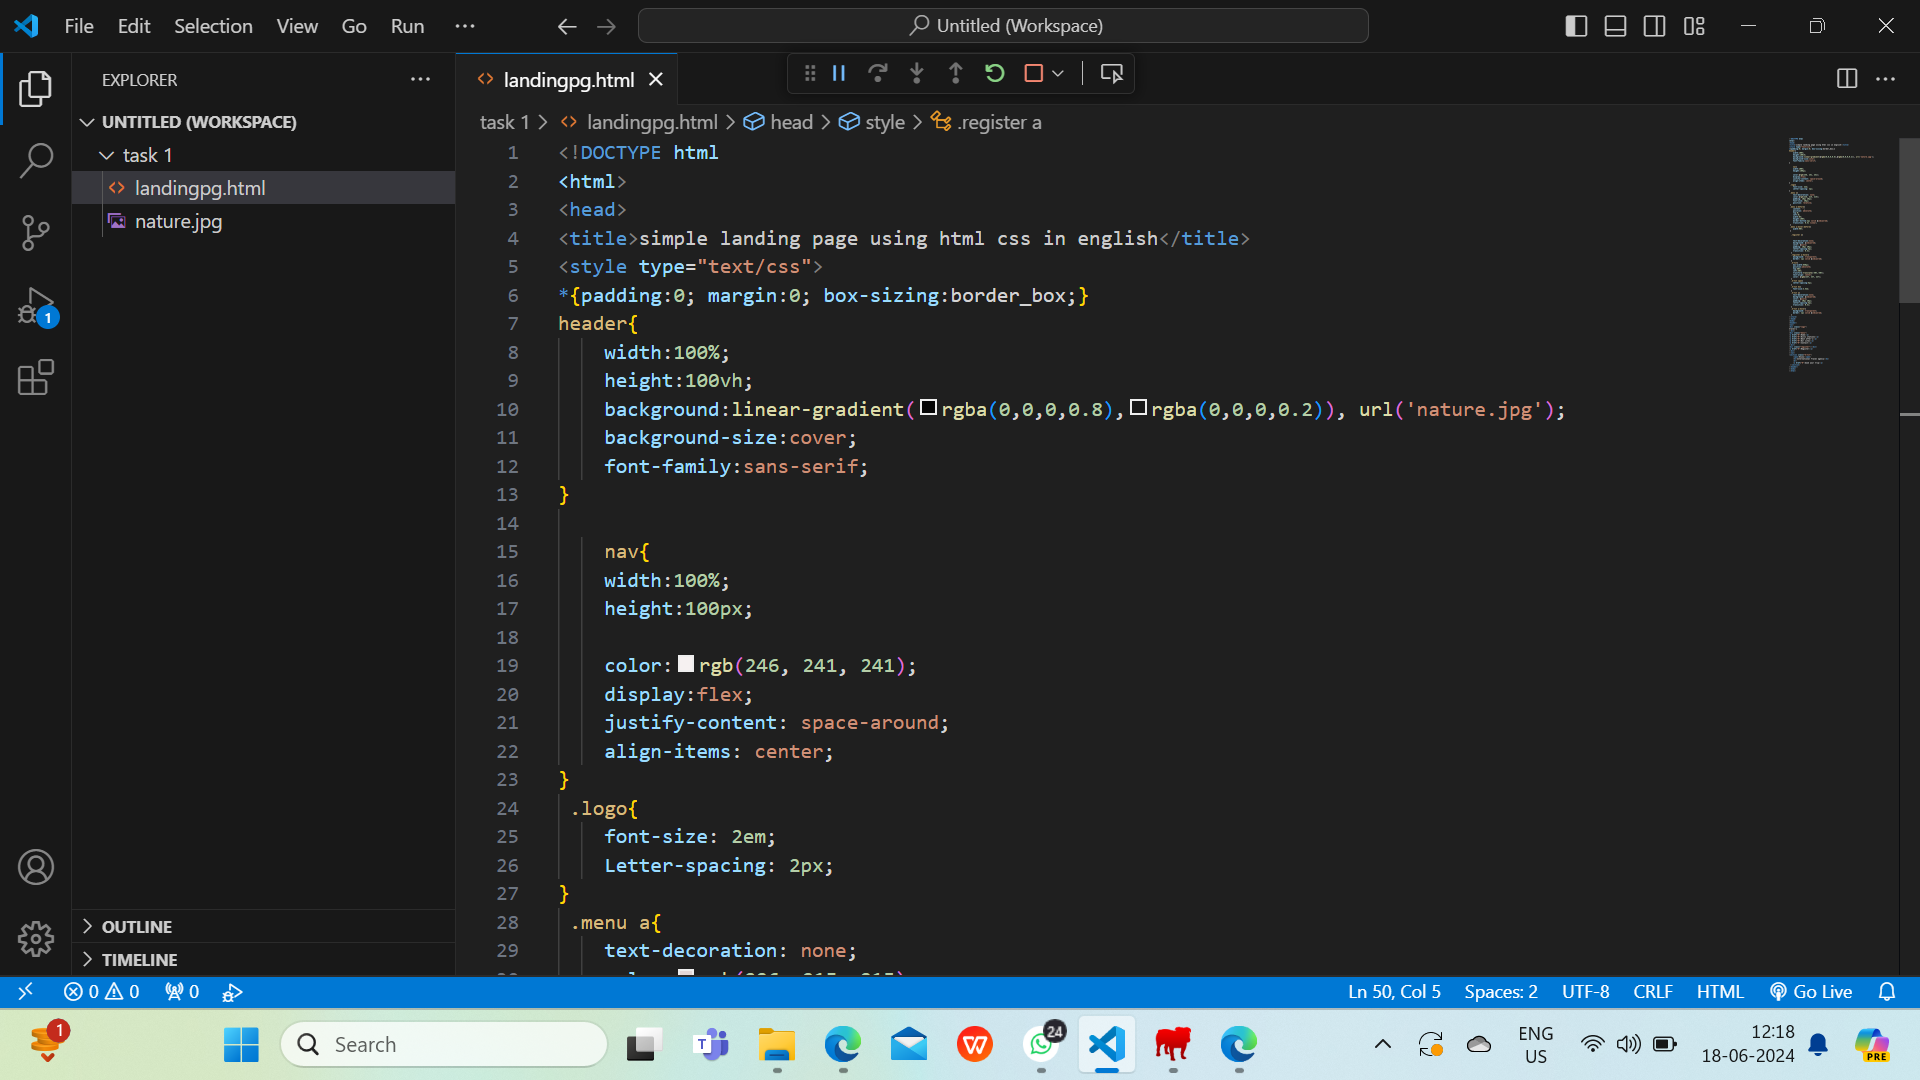 File Edit Selection View Go Run ··· Untitled (Workspace)
EXPLORER ···
landingpg.html
UNTITLED (WORKSPACE)
task 1
landingpg.html
nature.jpg
task 1 > landingpg.html > head > style > .register a
1 <!DOCTYPE html
2 <html>
3 <head>
4 <title>simple landing page using html css in english</title>
5 <style type="text/css">
6 *{padding:0; margin:0; box-sizing:border_box;}
7 header{
8 width:100%;
9 height:100vh;
10 background:linear-gradient(rgba(0,0,0,0.8),rgba(0,0,0,0.2)), url('nature.jpg');
11 background-size:cover;
12 font-family:sans-serif;
13 }
14
15 nav{
16 width:100%;
17 height:100px;
18
19 color:rgb(246, 241, 241);
20 display:flex;
21 justify-content: space-around;
22 align-items: center;
23 }
24 .logo{
25 font-size: 2em;
26 Letter-spacing: 2px;
27 }
28 .menu a{
29 text-decoration: none;
1
OUTLINE
TIMELINE
0 0 0 Ln 50, Col 5 Spaces: 2 UTF-8 CRLF HTML Go Live
1 Search T W 24 ENG US 12:18 18-06-2024 PRE